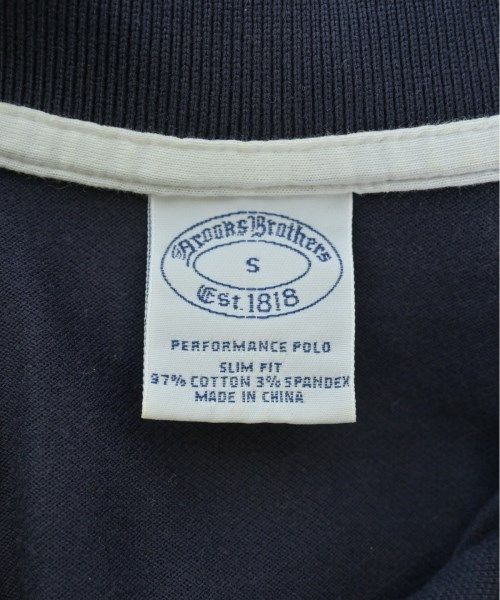 Brooks Brothers
S
Est. 1818
PERFORMANCE POLO
SLIM FIT
97% COTTON 3% SPANDEX
MADE IN CHINA